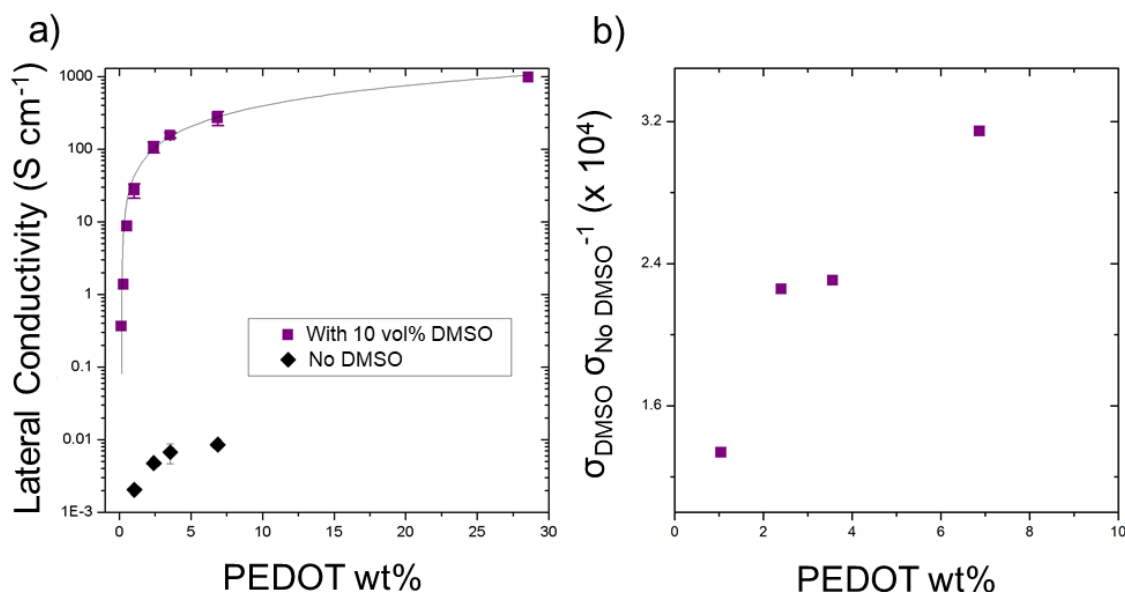 a)
Lateral Conductivity (S cm⁻¹)
1000
100
10
1
0.1
0.01
1E-3
With 10 vol% DMSO
No DMSO
0 5 10 15 20 25 30
PEDOT wt%
b)
σDMSO σNo DMSO⁻¹ (x 10⁴)
3.2
2.4
1.6
0 2 4 6 8 10
PEDOT wt%